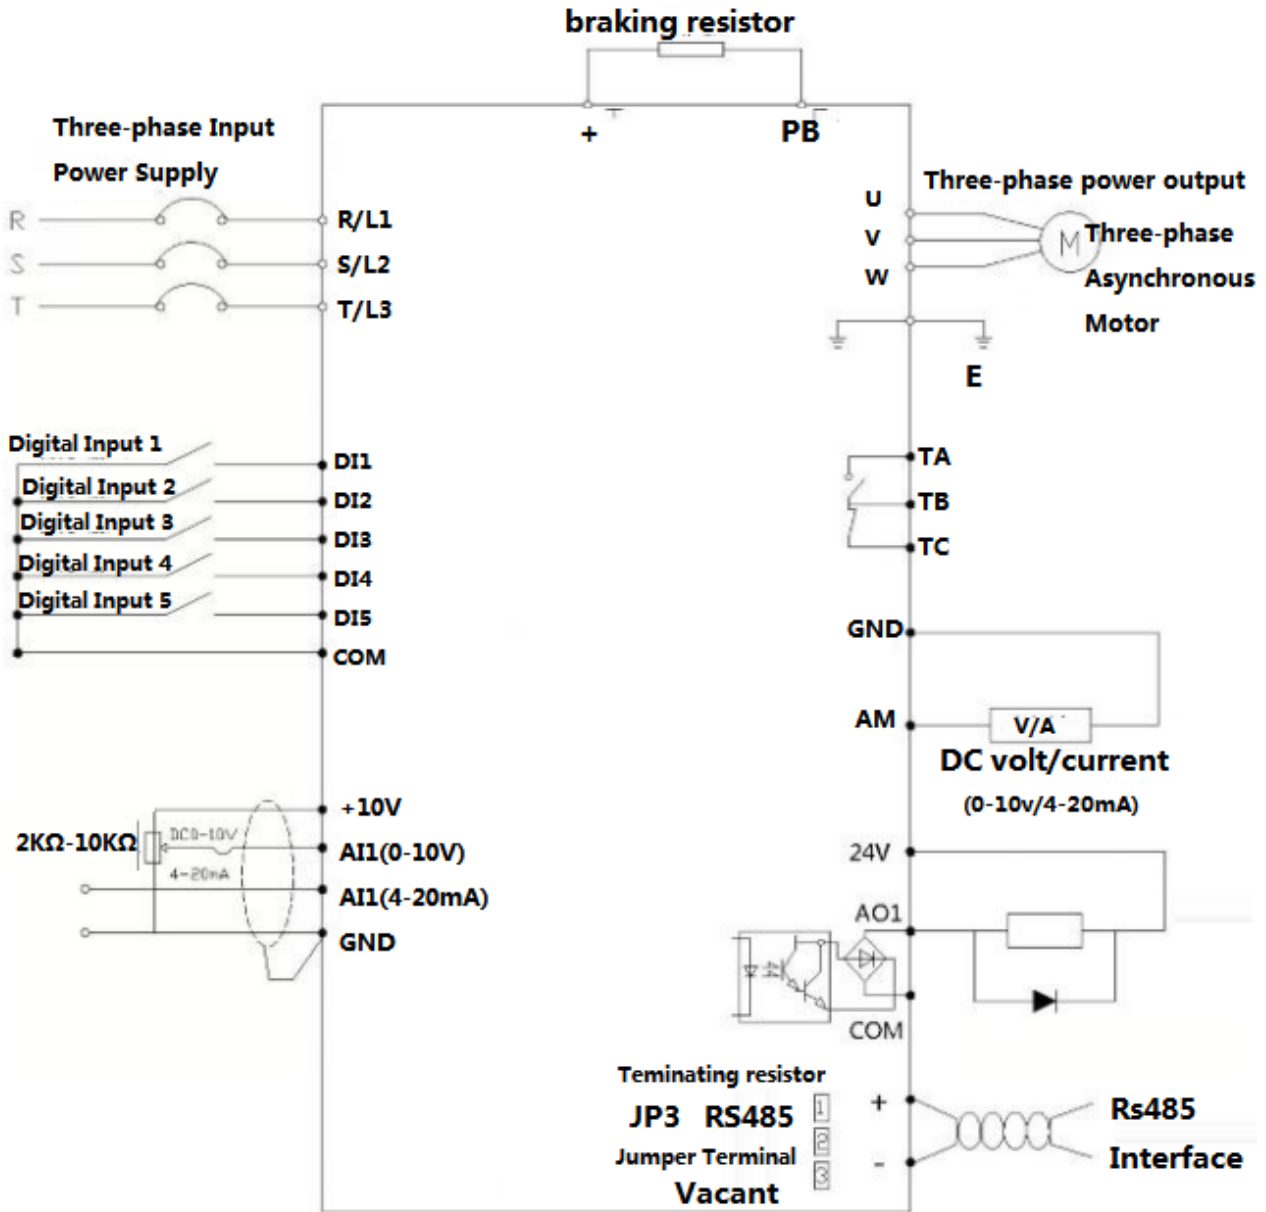 braking resistor
+
PB
Three-phase Input
Power Supply
R
R/L1
S
S/L2
T
T/L3
Three-phase power output
U
V
W
M
Three-phase
Asynchronous
Motor
E
Digital Input 1
DI1
Digital Input 2
DI2
Digital Input 3
DI3
Digital Input 4
DI4
Digital Input 5
DI5
COM
TA
TB
TC
GND
AM
V/A
DC volt/current
(0-10v/4-20mA)
+10V
2KΩ-10KΩ
DC0-10V
AI1(0-10V)
4-20mA
AI1(4-20mA)
GND
24V
AO1
COM
Teminating resistor
JP3 RS485
Jumper Terminal
Vacant
1
2
3
+
-
Rs485
Interface